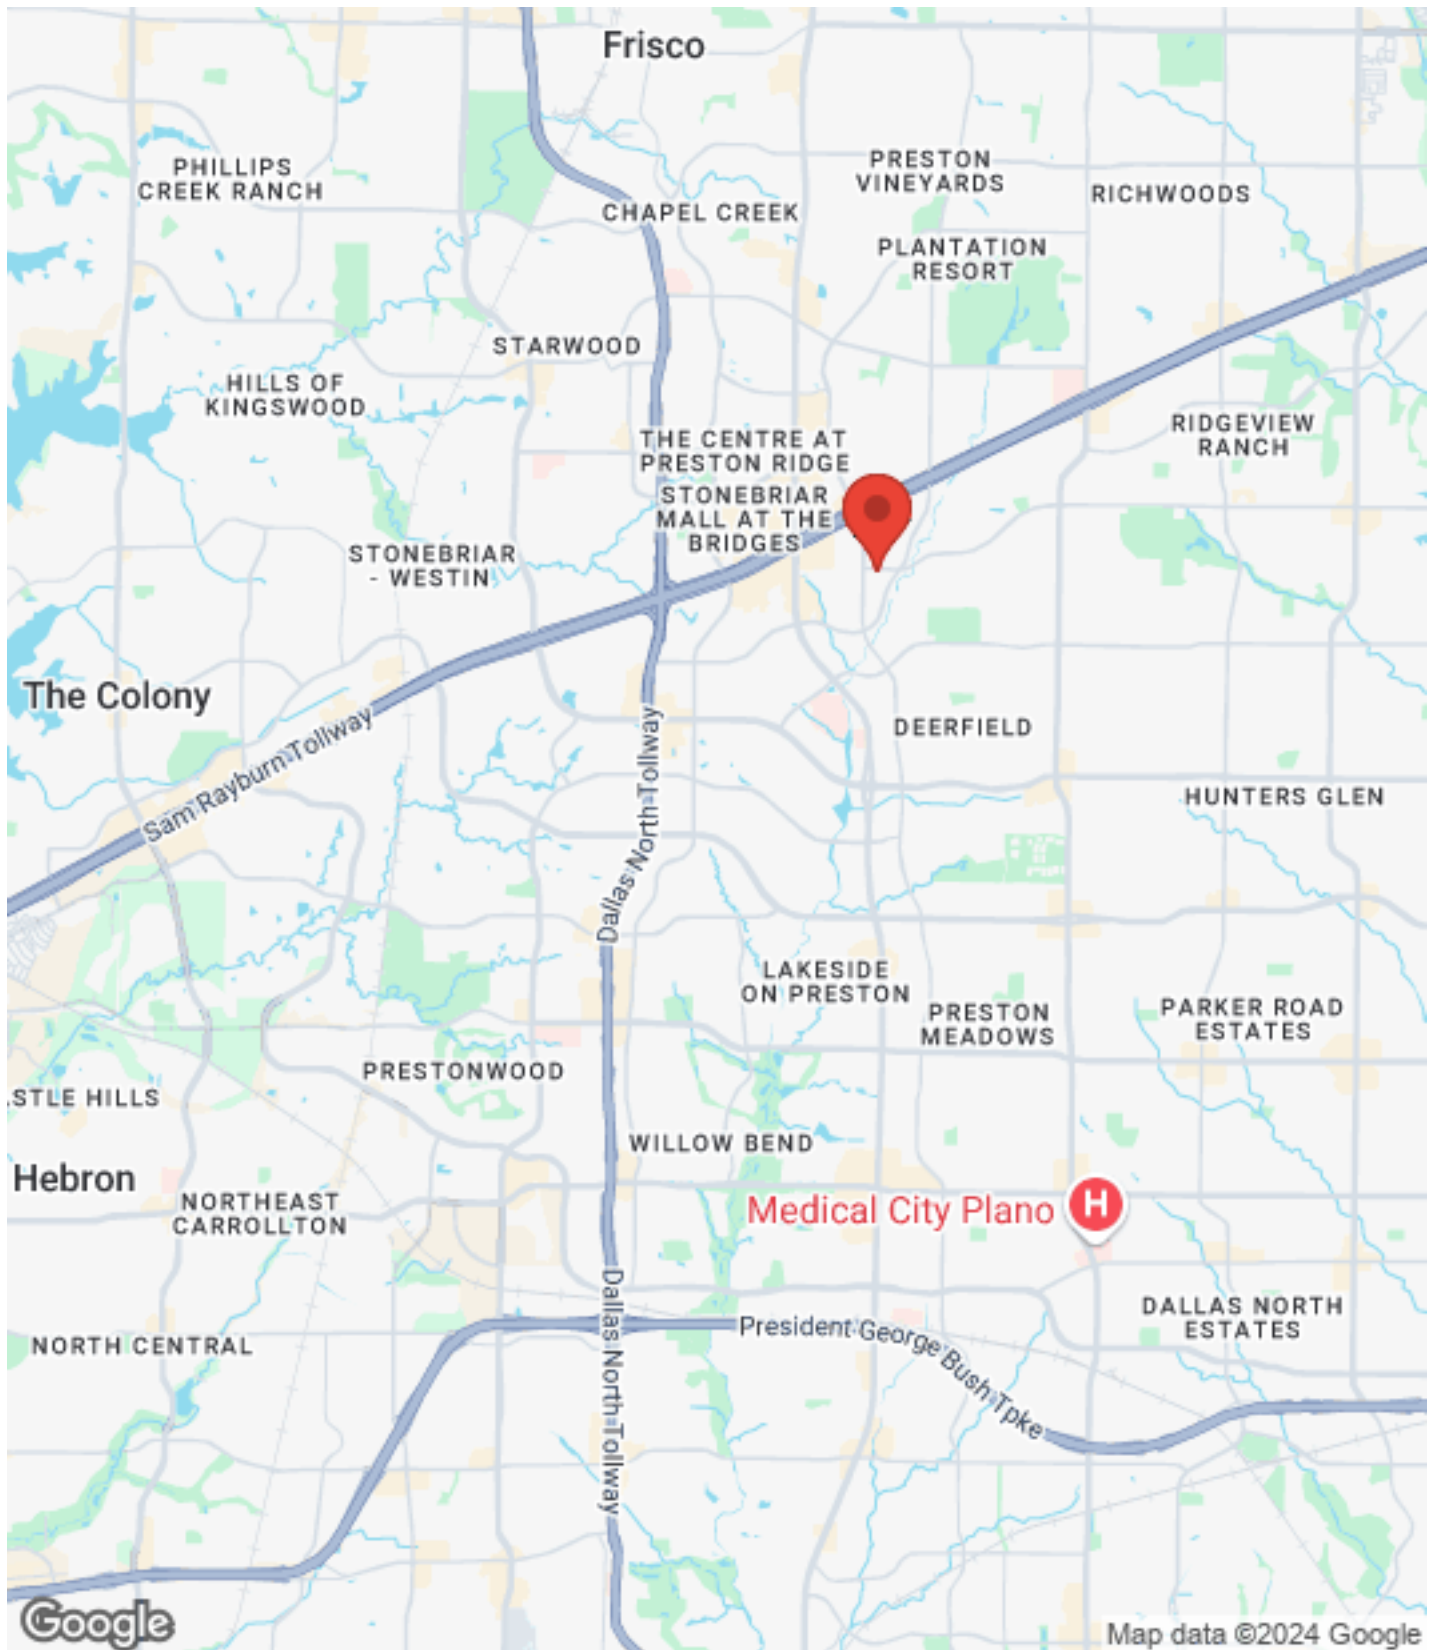 Frisco
PHILLIPS
CREEK RANCH
PRESTON
VINEYARDS
RICHWOODS
CHAPEL CREEK
PLANTATION
RESORT
STARWOOD
HILLS OF
KINGSWOOD
THE CENTRE AT
PRESTON RIDGE
RIDGEVIEW
RANCH
STONEBRIAR
MALL AT THE
BRIDGES
STONEBRIAR
- WESTIN
The Colony
DEERFIELD
Sam Rayburn Tollway
Dallas North Tollway
HUNTERS GLEN
LAKESIDE
ON PRESTON
PRESTON
MEADOWS
PARKER ROAD
ESTATES
PRESTONWOOD
ASTLE HILLS
WILLOW BEND
Hebron
NORTHEAST
CARROLLTON
Medical City Plano
H
DALLAS NORTH
ESTATES
President George Bush Tpke
NORTH CENTRAL
Dallas North Tollway
Google
Map data ©2024 Google